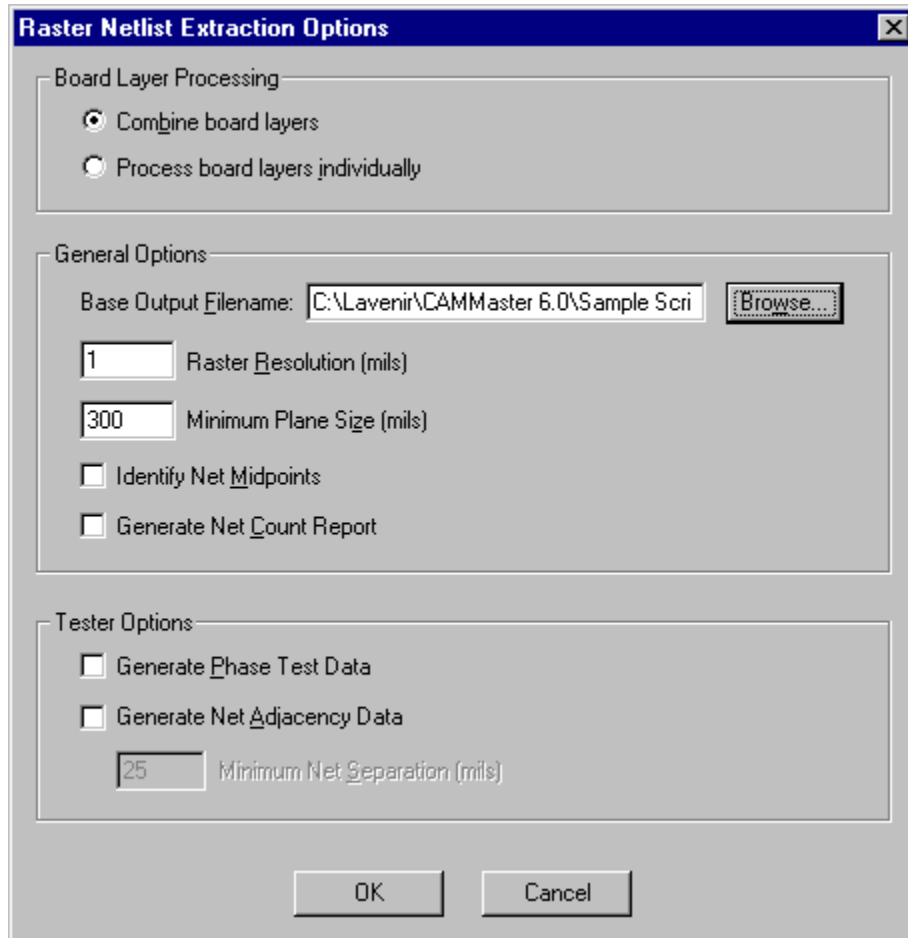 Raster Netlist Extraction Options
Board Layer Processing
Combine board layers
Process board layers individually
General Options
Base Output Filename: C:\Lavenir\CAMMaster 6.0\Sample Scri Browse...
1 Raster Resolution (mils)
300 Minimum Plane Size (mils)
Identify Net Midpoints
Generate Net Count Report
Tester Options
Generate Phase Test Data
Generate Net Adjacency Data
25 Minimum Net Separation (mils)
OK Cancel